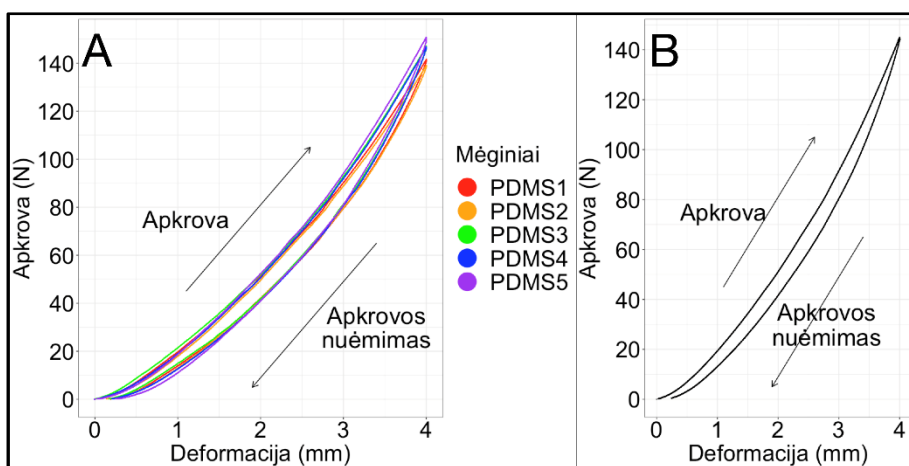 A
Apkrova (N)
140
120
100
80
60
40
20
0
0 1 2 3 4
Deformacija (mm)
Apkrova
Apkrovos
nuėmimas
Mėginiai
PDMS1
PDMS2
PDMS3
PDMS4
PDMS5
B
Apkrova (N)
140
120
100
80
60
40
20
0
0 1 2 3 4
Deformacija (mm)
Apkrova
Apkrovos
nuėmimas